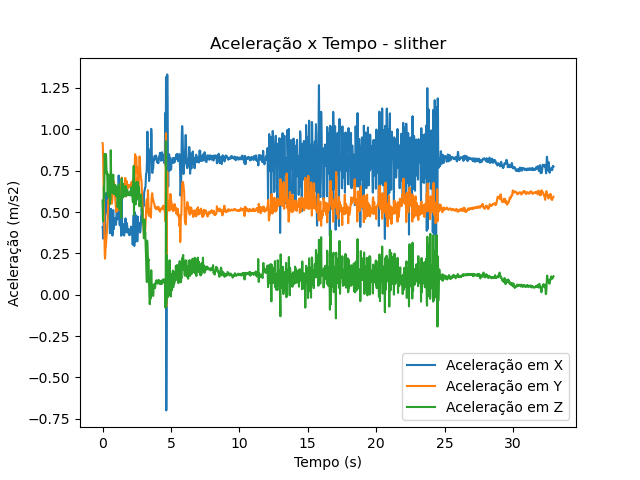 Aceleração x Tempo - slither
Aceleração (m/s2)
1.25
1.00
0.75
0.50
0.25
0.00
−0.25
−0.50
−0.75
Aceleração em X
Aceleração em Y
Aceleração em Z
0 5 10 15 20 25 30
Tempo (s)